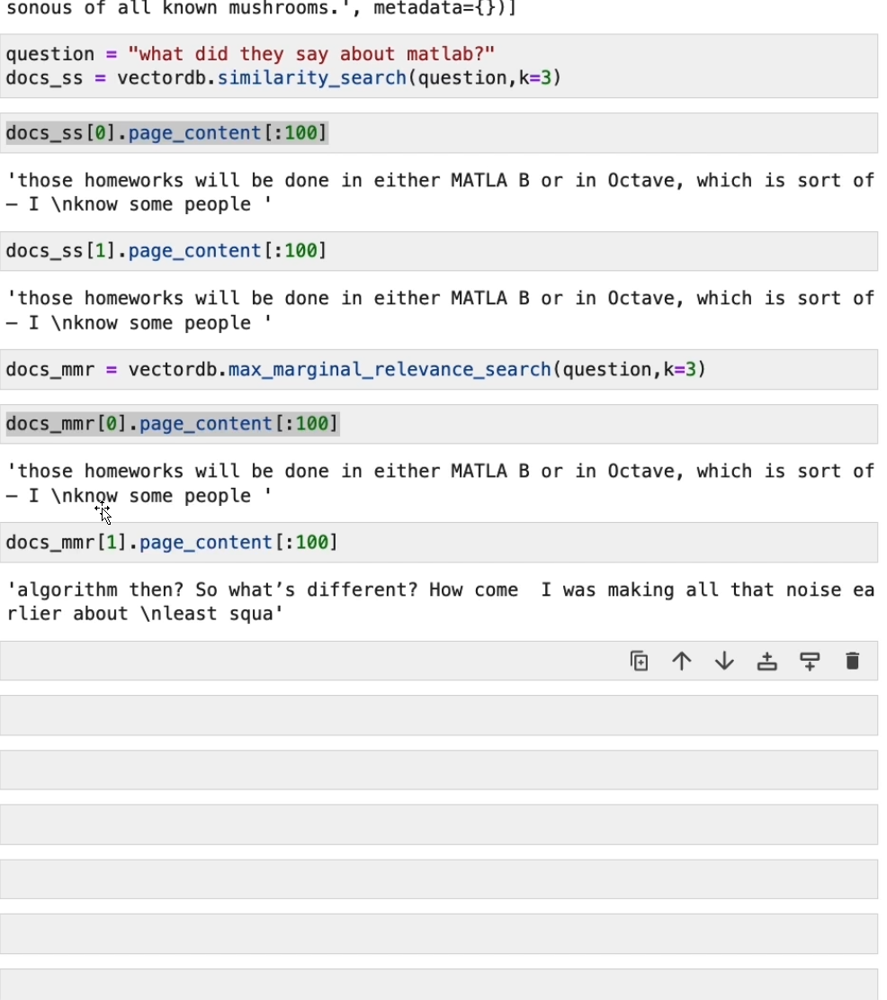 sonous of all known mushrooms.', metadata={})]
question = "what did they say about matlab?"
docs_ss = vectordb.similarity_search(question,k=3)
docs_ss[0].page_content[:100]
'those homeworks will be done in either MATLA B or in Octave, which is sort of
— I \nknow some people '
docs_ss[1].page_content[:100]
'those homeworks will be done in either MATLA B or in Octave, which is sort of
— I \nknow some people '
docs_mmr = vectordb.max_marginal_relevance_search(question,k=3)
docs_mmr[0].page_content[:100]
'those homeworks will be done in either MATLA B or in Octave, which is sort of
— I \nknow some people '
docs_mmr[1].page_content[:100]
'algorithm then? So what’s different? How come  I was making all that noise ea
rlier about \nleast squa'